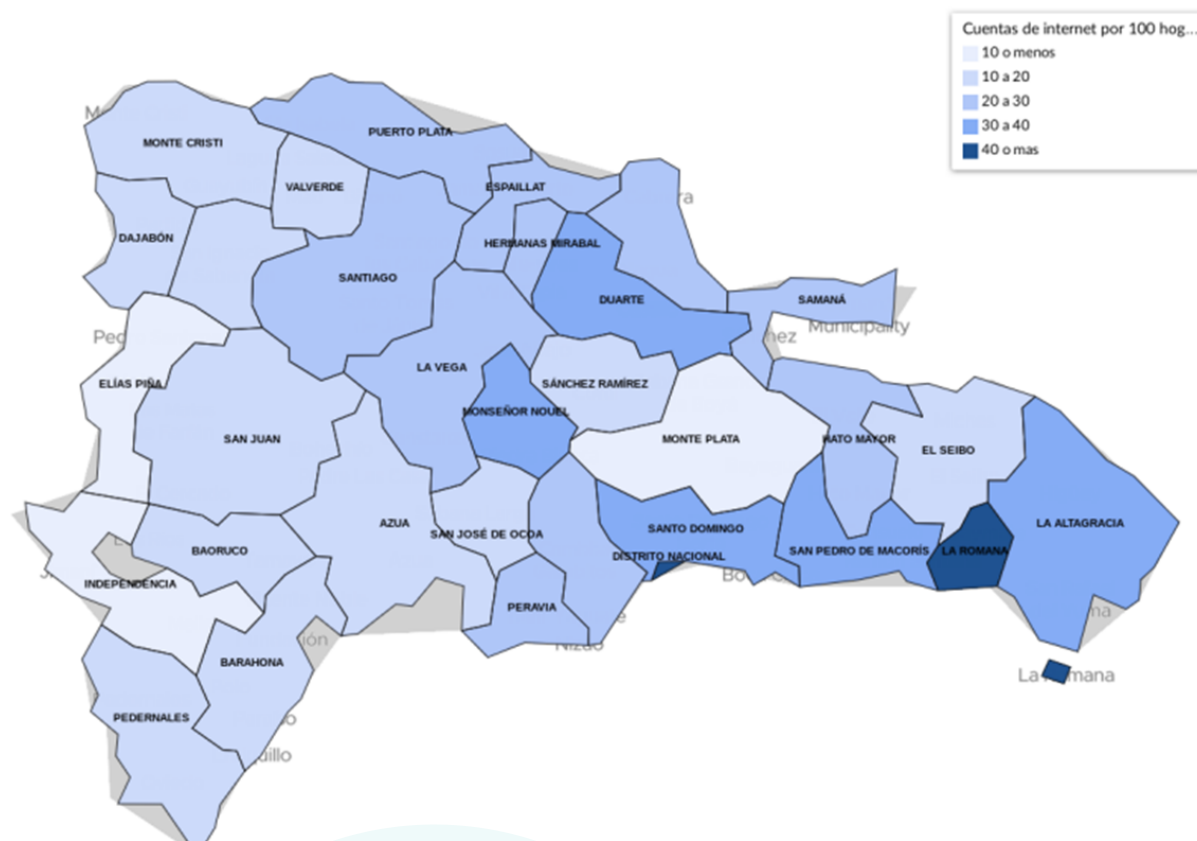 Cuentas de internet por 100 hog...
10 o menos
10 a 20
20 a 30
30 a 40
40 o mas
PUERTO PLATA
MONTE CRISTI
VALVERDE
ESPAILLAT
DAJABÓN
HERMANAS MIRABAL
SANTIAGO
DUARTE
SAMANÁ
Municipality
LA VEGA
ELÍAS PIÑA
SÁNCHEZ RAMÍREZ
MONSEÑOR NOUEL
SAN JUAN
MONTE PLATA
HATO MAYOR
EL SEIBO
AZUA
SAN JOSÉ DE OCOA
SANTO DOMINGO
LA ALTAGRACIA
BAORUCO
DISTRITO NACIONAL
SAN PEDRO DE MACORÍS
LA ROMANA
INDEPENDENCIA
PERAVIA
Nizao
BARAHONA
PEDERNALES